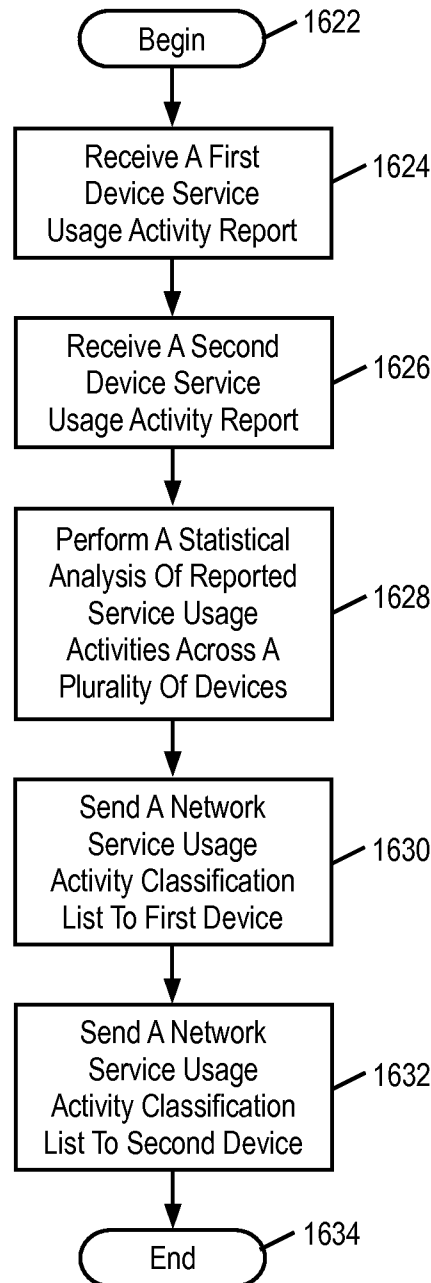 Begin
1622
Receive A First
Device Service
Usage Activity Report
1624
Receive A Second
Device Service
Usage Activity Report
1626
Perform A Statistical
Analysis Of Reported
Service Usage
Activities Across A
Plurality Of Devices
1628
Send A Network
Service Usage
Activity Classification
List To First Device
1630
Send A Network
Service Usage
Activity Classification
List To Second Device
1632
End
1634